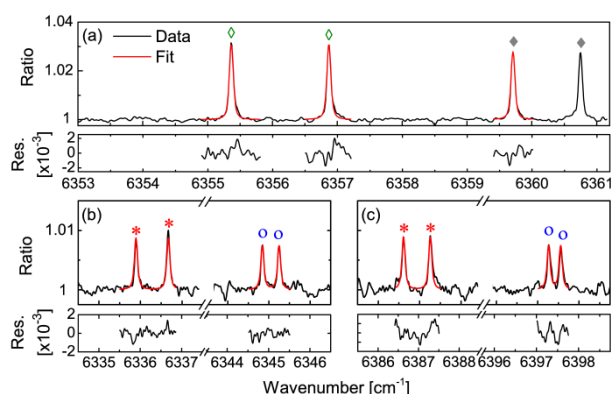 (a)
Data
Fit
Ratio
1.04
1.02
1
Res.
[x10⁻³]
2
0
-2
6353 6354 6355 6356 6357 6358 6359 6360 6361
(b) (c)
* * o o * * o o
Ratio
1.01
1
Res.
[x10⁻³]
2
0
-2
6335 6336 6337 6344 6345 6346 6386 6387 6388 6396 6397 6398
Wavenumber [cm⁻¹]